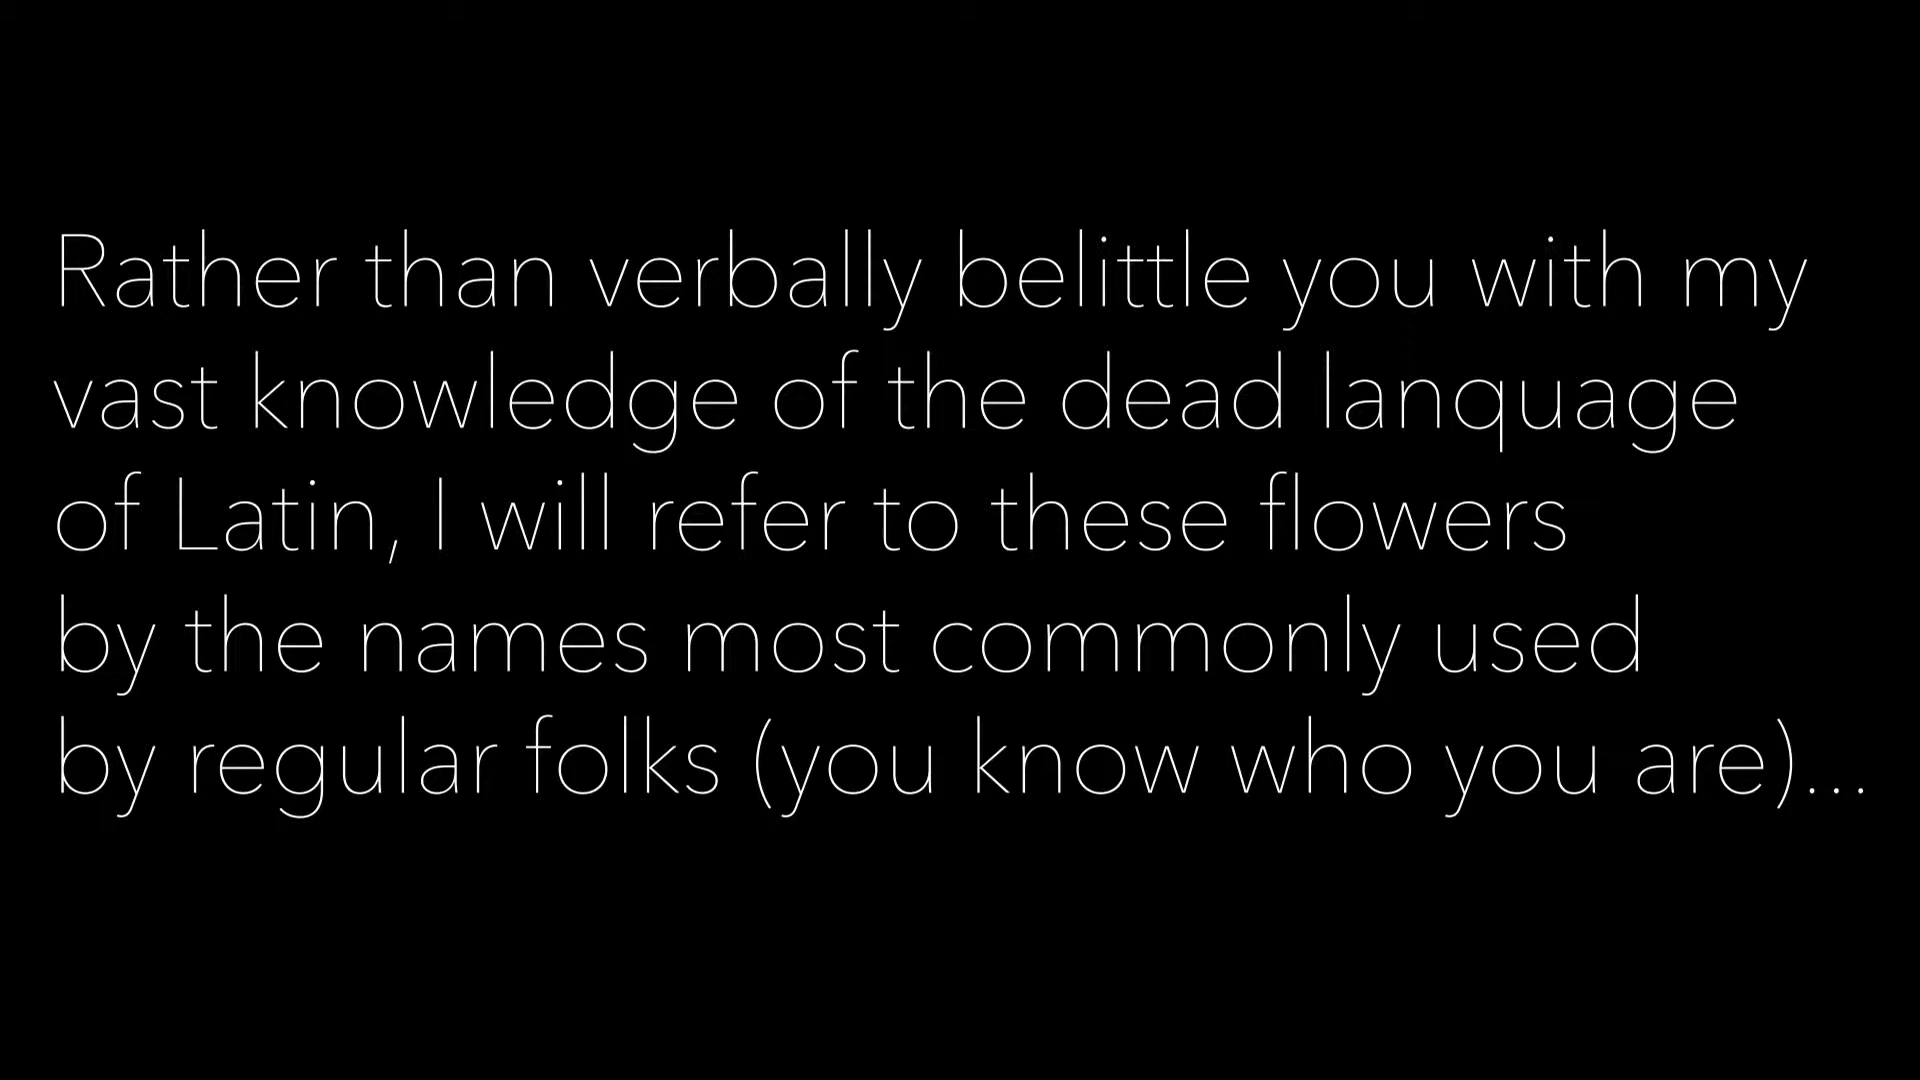 Rather than verbally belittle you with my
vast knowledge of the dead lanquage
of Latin, I will refer to these flowers
by the names most commonly used
by regular folks (you know who you are)...